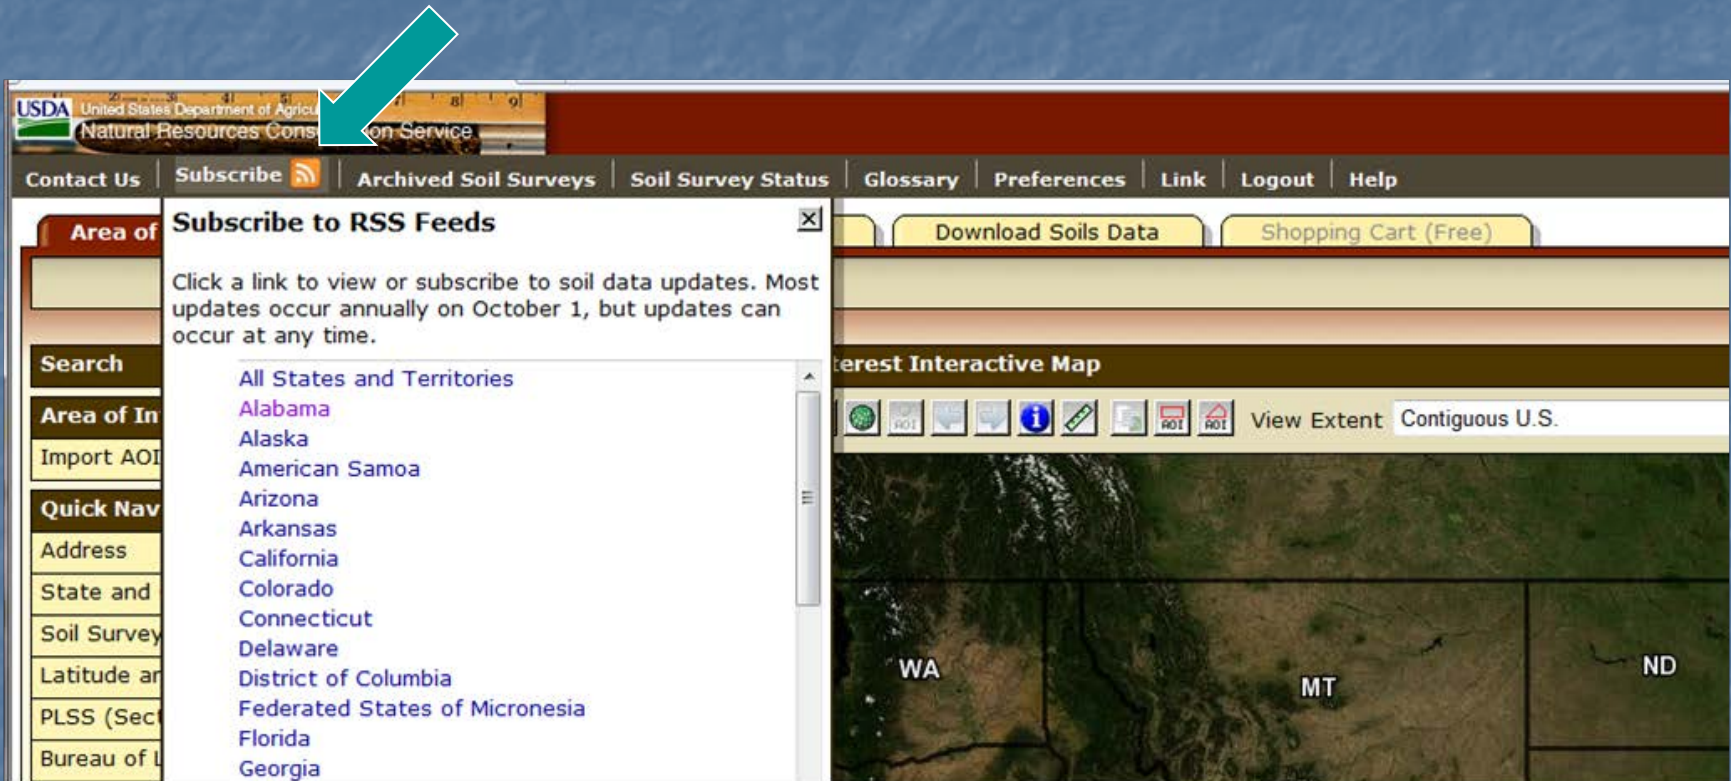 USDA United States Department of Agricu
Natural Resources Cons on Service
Contact Us Subscribe Archived Soil Surveys Soil Survey Status Glossary Preferences Link Logout Help
Area of
Download Soils Data
Shopping Cart (Free)
Subscribe to RSS Feeds
Click a link to view or subscribe to soil data updates. Most
updates occur annually on October 1, but updates can
occur at any time.
All States and Territories
Alabama
Alaska
American Samoa
Arizona
Arkansas
California
Colorado
Connecticut
Delaware
District of Columbia
Federated States of Micronesia
Florida
Georgia
Search
Area of In
Import AOI
Quick Nav
Address
State and
Soil Survey
Latitude an
PLSS (Sect
Bureau of L
terest Interactive Map
AOI AOI AOI View Extent Contiguous U.S.
WA
MT
ND